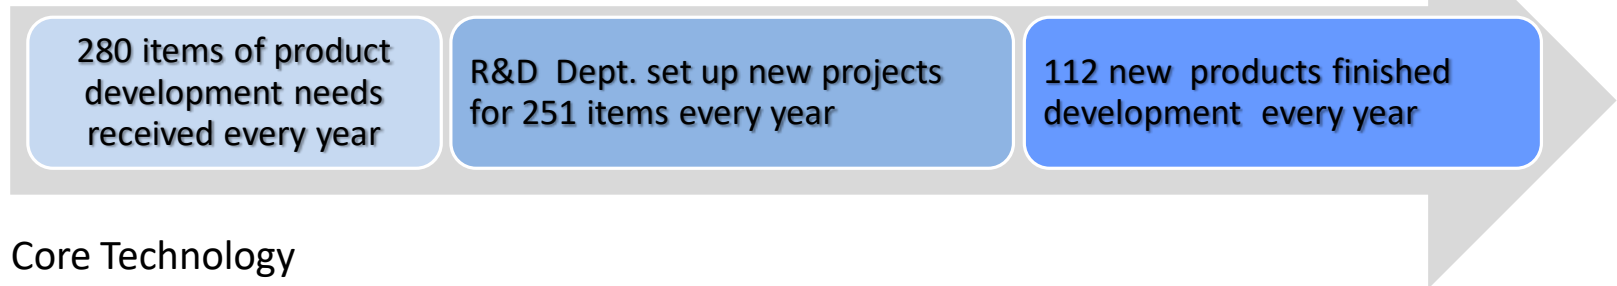 280 items of product
development needs
received every year
R&D  Dept. set up new projects
for 251 items every year
112 new  products finished
development  every year
Core Technology